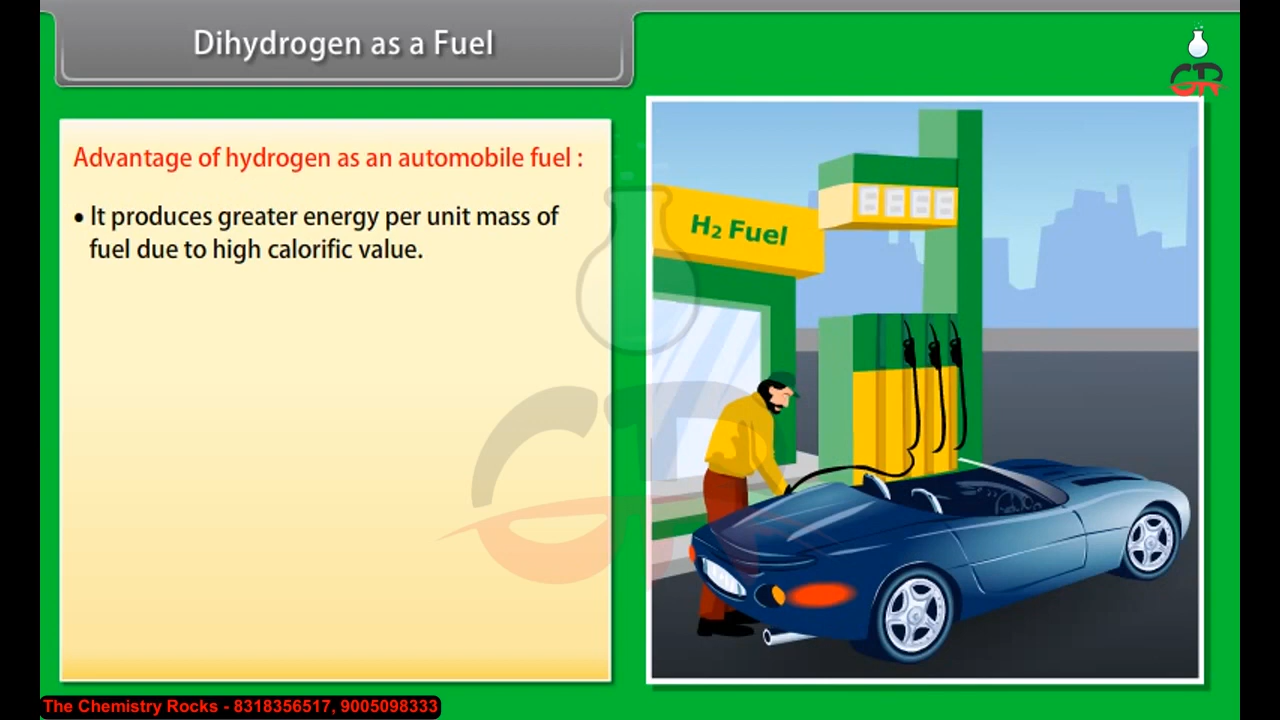 Dihydrogen as a Fuel
GR
Advantage of hydrogen as an automobile fuel :
• It produces greater energy per unit mass of
fuel due to high calorific value.
H₂ Fuel
The Chemistry Rocks - 8318356517, 9005098333